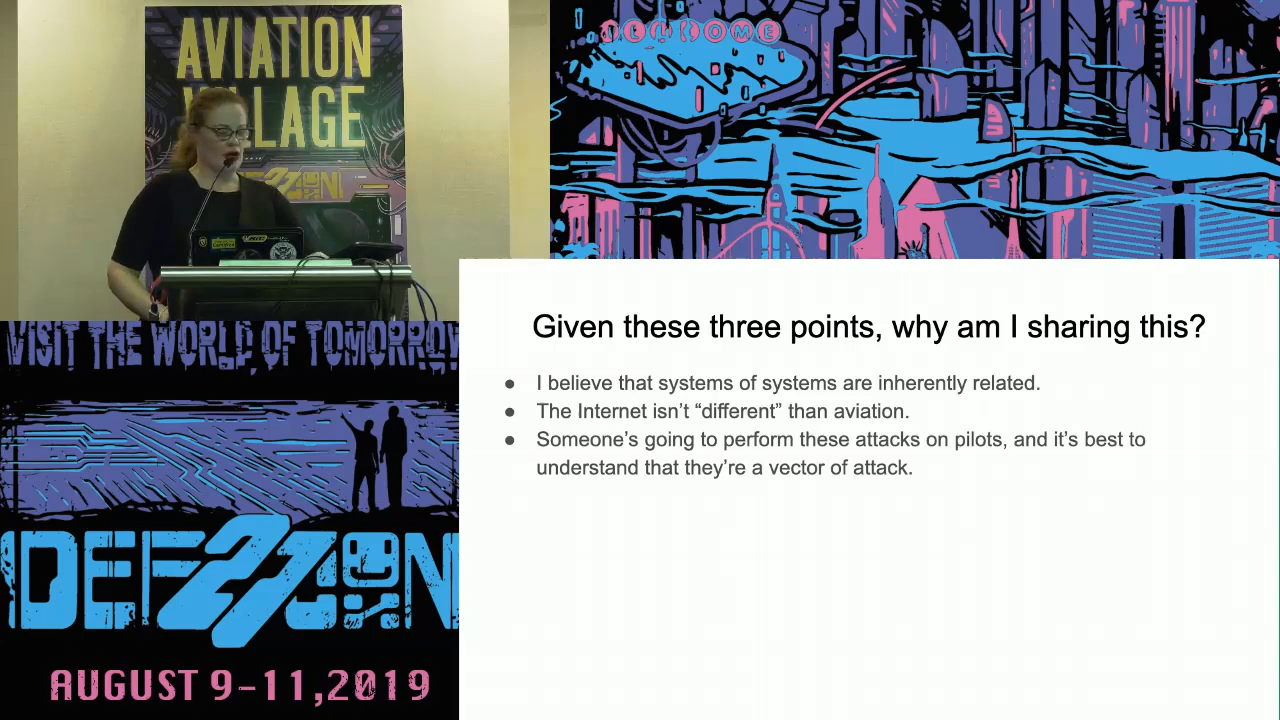 AVIATION
VILLAGE
WELCOME
Given these three points, why am I sharing this?
● I believe that systems of systems are inherently related.
● The Internet isn’t “different” than aviation.
● Someone’s going to perform these attacks on pilots, and it’s best to
understand that they’re a vector of attack.
VISIT THE WORLD OF TOMORROW
DEF27CON
AUGUST 9-11,2019